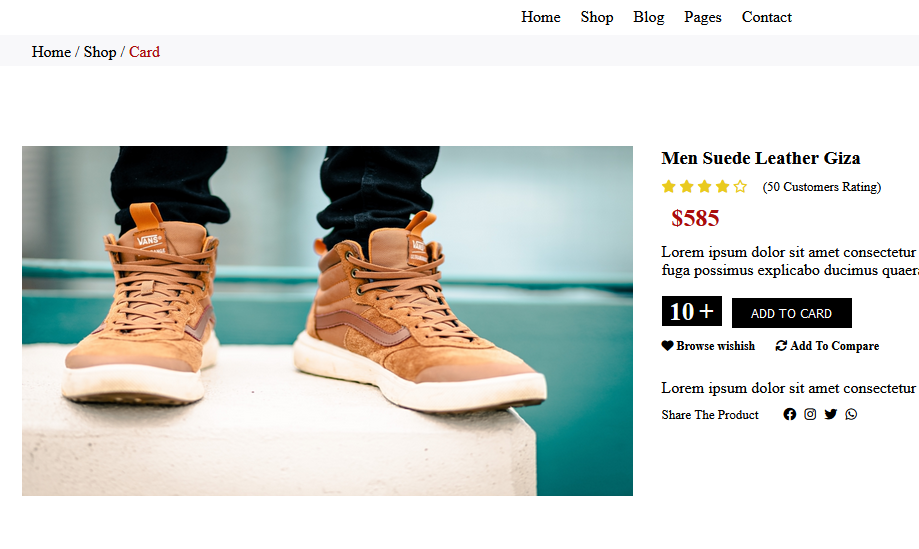 Home Shop Blog Pages Contact
Home / Shop / Card
VANS
Men Suede Leather Giza
(50 Customers Rating)
$585
Lorem ipsum dolor sit amet consectetur
fuga possimus explicabo ducimus quaer
10 +
ADD TO CARD
Browse wishish Add To Compare
Lorem ipsum dolor sit amet consectetur
Share The Product